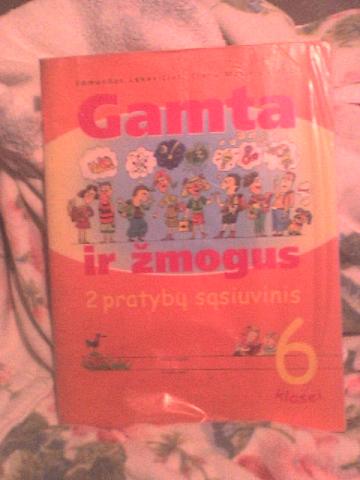 Gamta
ir žmogus
2 pratybų sąsiuvinis
6
klasei